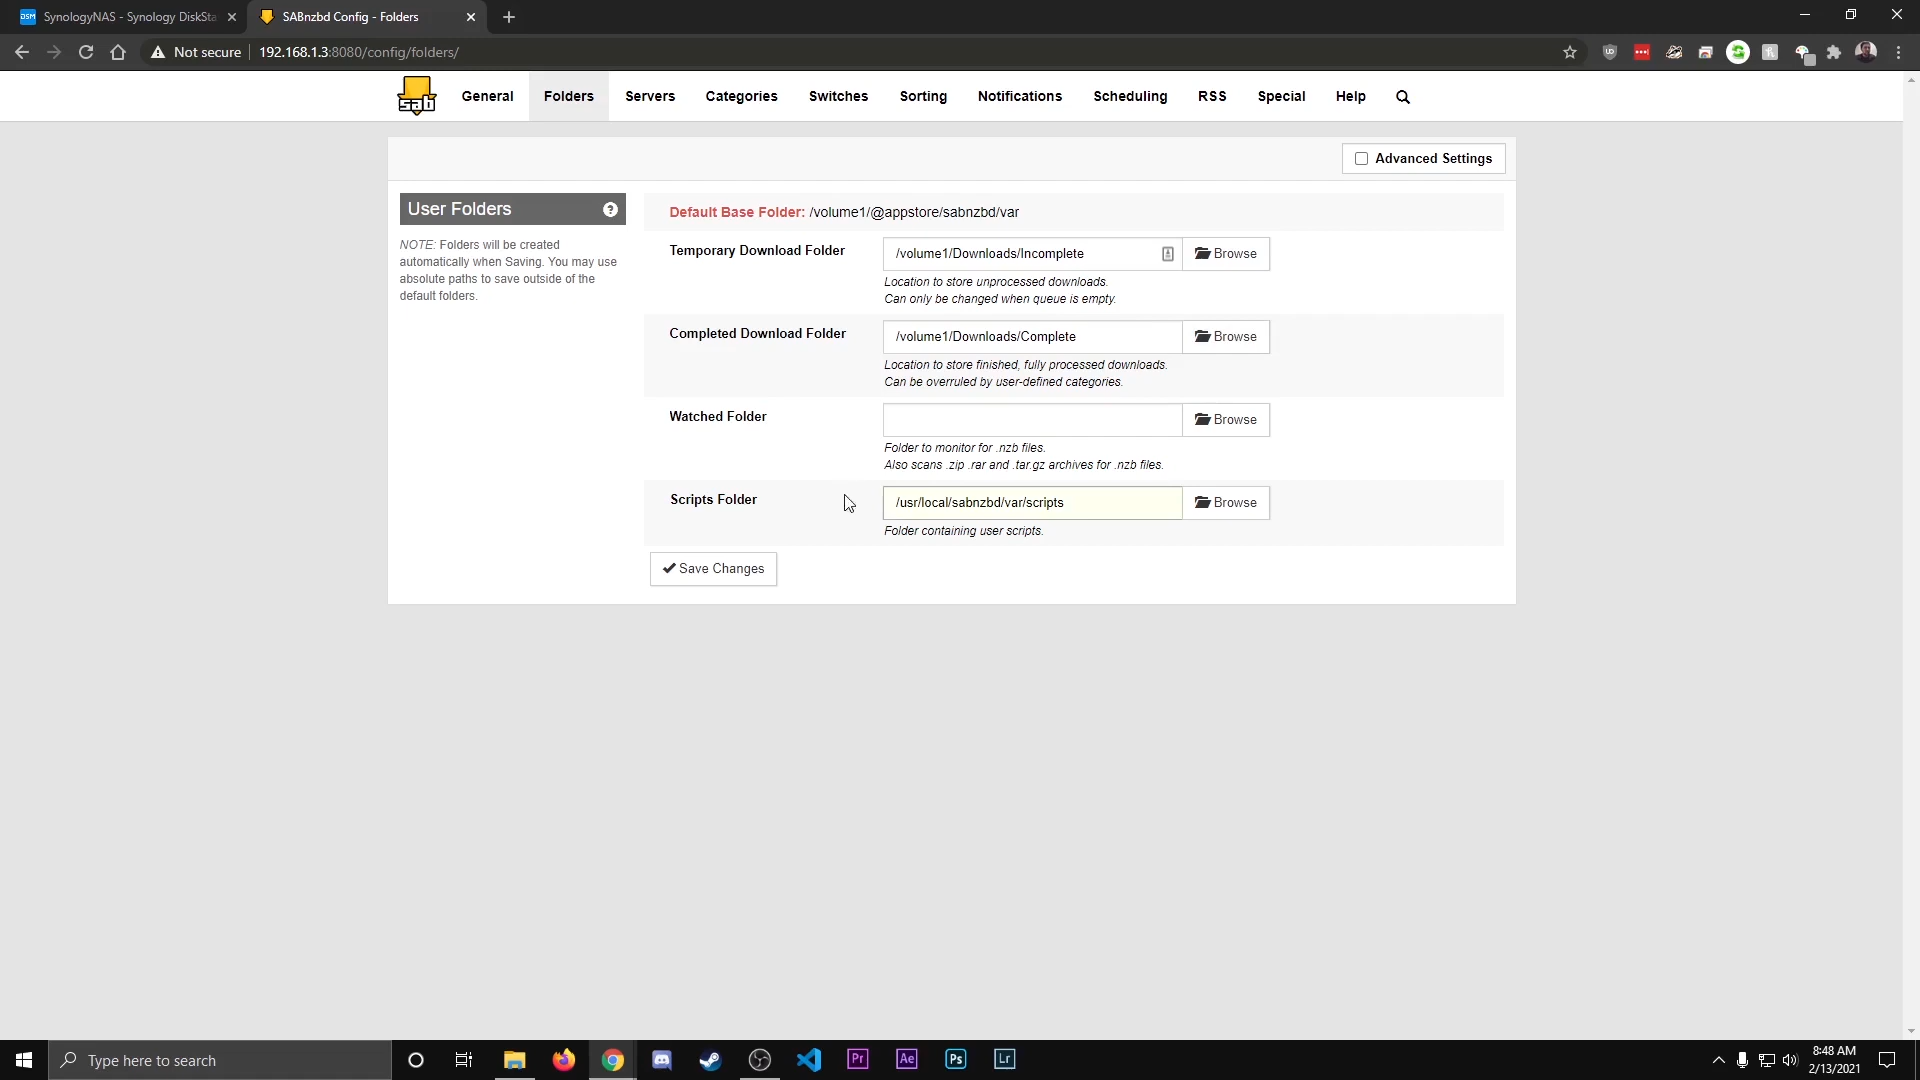 SynologyNAS - Synology DiskSta
SABnzbd Config - Folders
Not secure
192.168.1.3:8080/config/folders/
sab
General
Folders
Servers
Categories
Switches
Sorting
Notifications
Scheduling
RSS
Special
Help
Advanced Settings
User Folders
NOTE: Folders will be created
automatically when Saving. You may use
absolute paths to save outside of the
default folders.
Default Base Folder: /volume1/@appstore/sabnzbd/var
Temporary Download Folder
/volume1/Downloads/Incomplete
Browse
Location to store unprocessed downloads.
Can only be changed when queue is empty.
Completed Download Folder
/volume1/Downloads/Complete
Browse
Location to store finished, fully processed downloads.
Can be overruled by user-defined categories.
Watched Folder
Browse
Folder to monitor for .nzb files.
Also scans .zip .rar and .tar.gz archives for .nzb files.
Scripts Folder
/usr/local/sabnzbd/var/scripts
Browse
Folder containing user scripts.
Save Changes
Type here to search
Pr
Ae
Ps
Lr
8:48 AM
2/13/2021